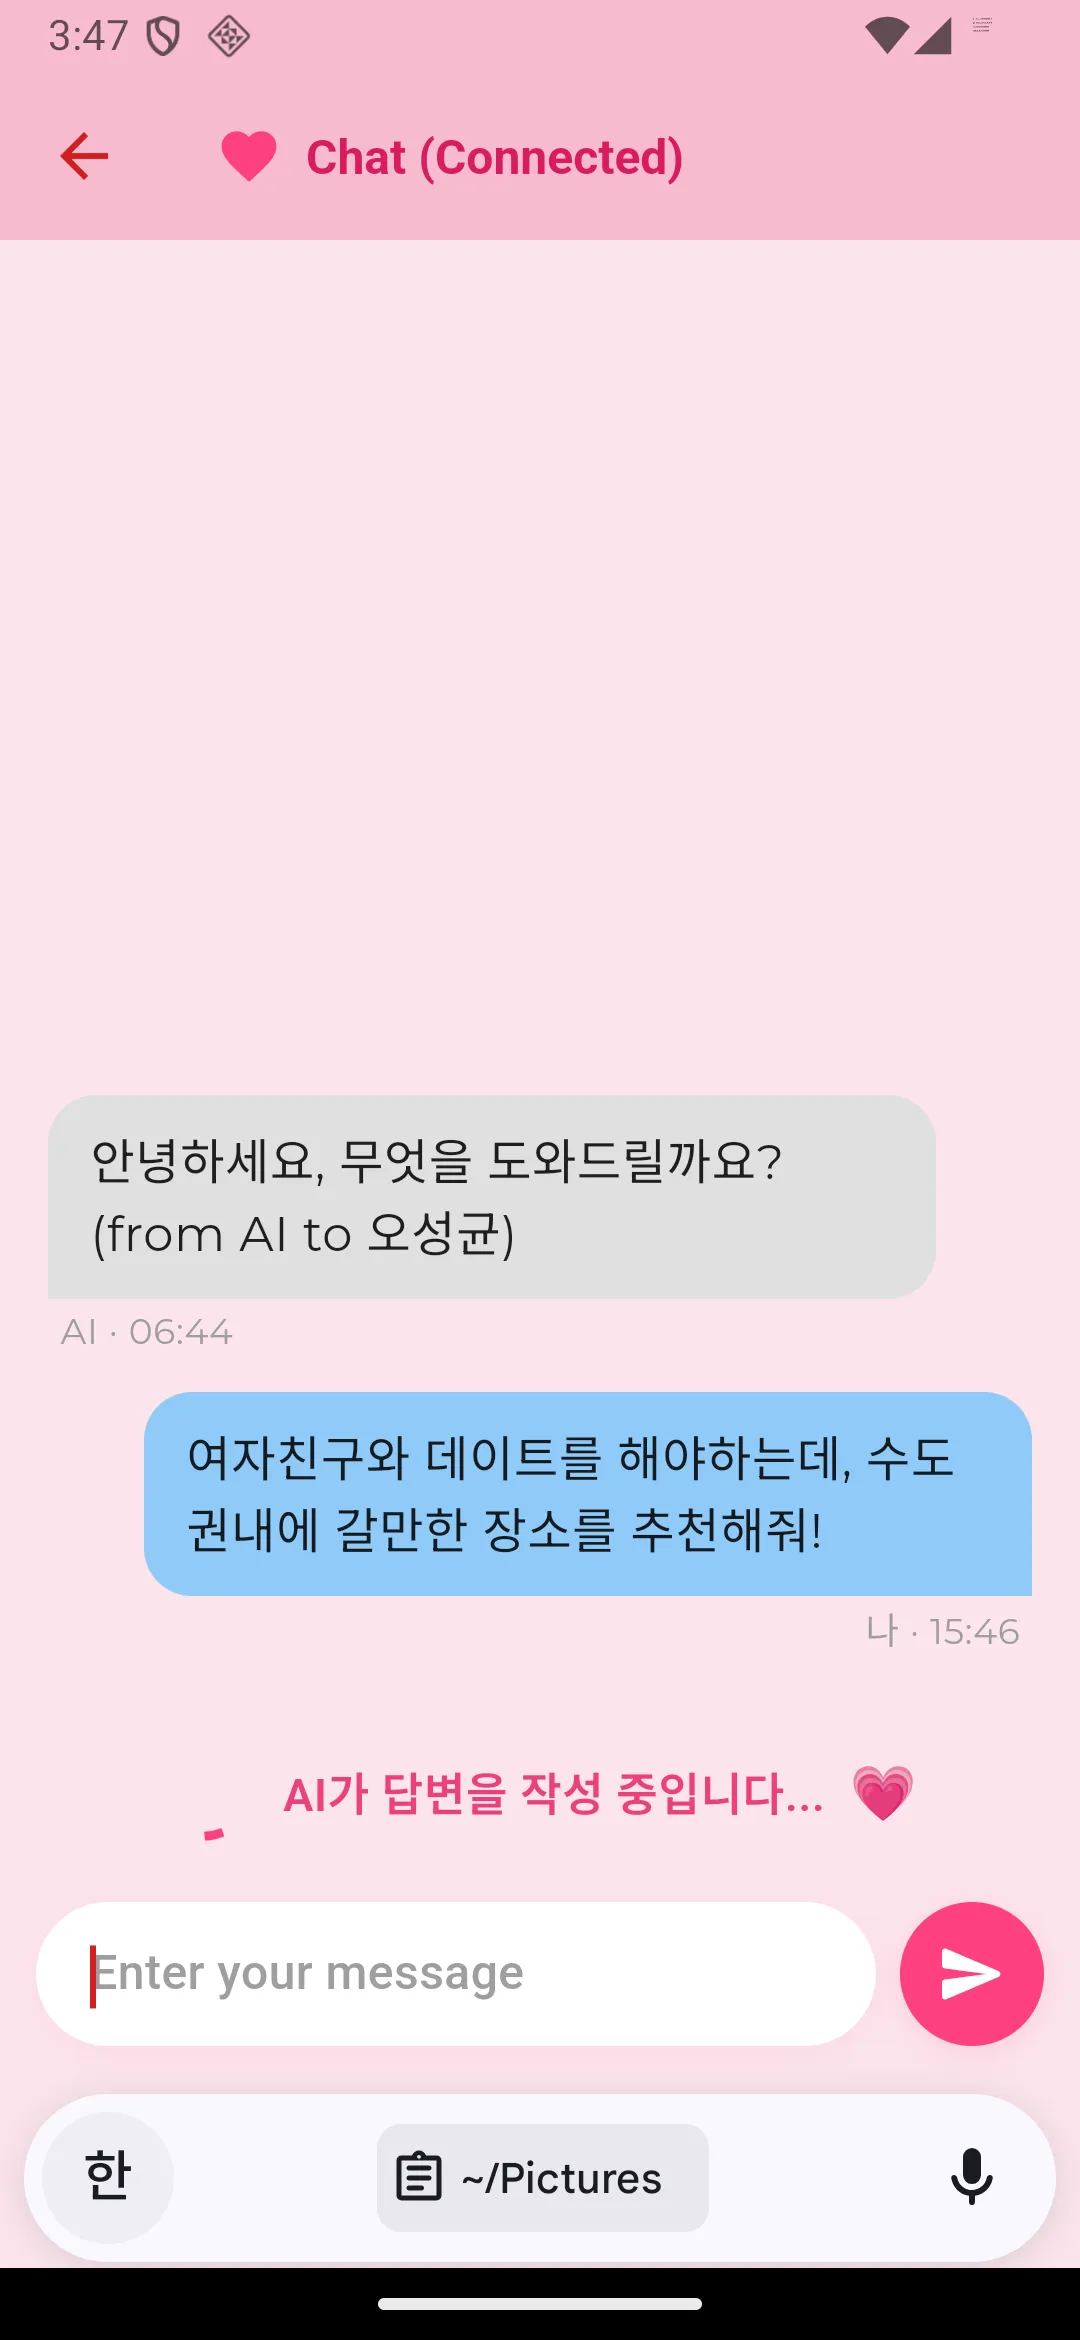 3:47
Chat (Connected)
안녕하세요, 무엇을 도와드릴까요?
(from AI to 오성균)
AI · 06:44
여자친구와 데이트를 해야하는데, 수도
권내에 갈만한 장소를 추천해줘!
나 · 15:46
AI가 답변을 작성 중입니다...
Enter your message
한
~/Pictures